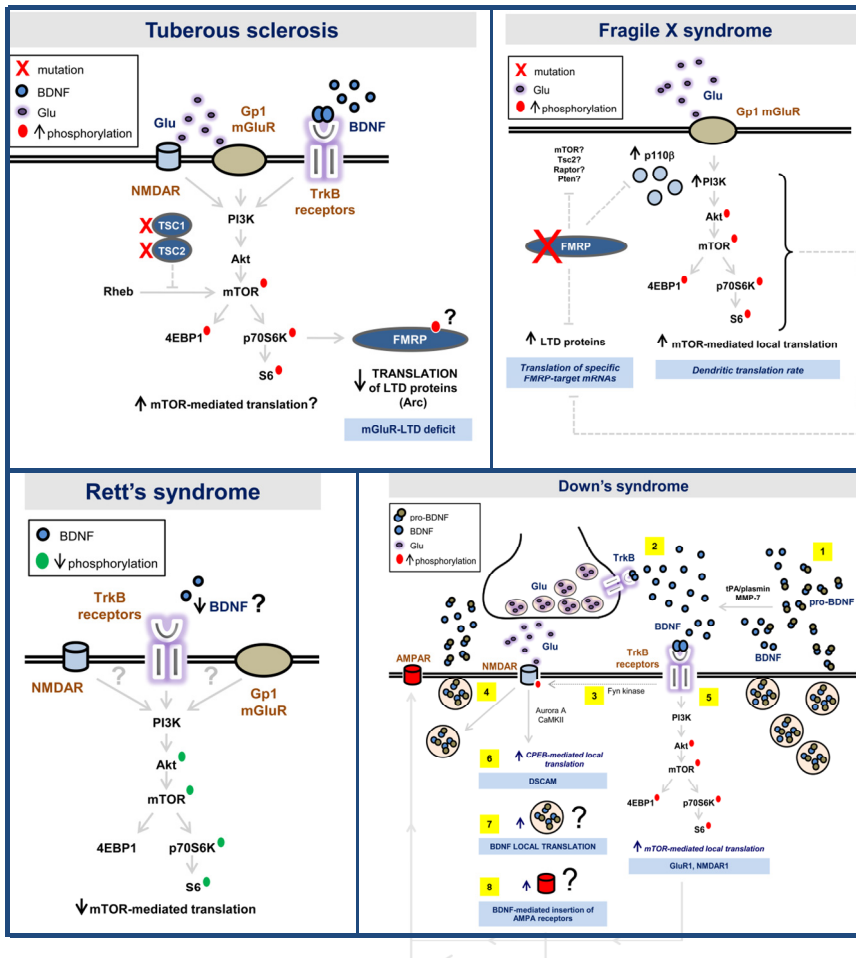 Tuberous sclerosis
mutation
BDNF
Glu
phosphorylation
Glu
Gp1
mGluR
BDNF
NMDAR
TrkB
receptors
PI3K
TSC1
TSC2
Akt
Rheb
mTOR
4EBP1
p70S6K
S6
FMRP
?
TRANSLATION
of LTD proteins
(Arc)
mTOR-mediated translation?
mGluR-LTD deficit
Fragile X syndrome
mutation
Glu
phosphorylation
Glu
Gp1 mGluR
mTOR?
Tsc2?
Raptor?
Pten?
p110β
PI3K
Akt
mTOR
FMRP
4EBP1
p70S6K
S6
LTD proteins
mTOR-mediated local translation
Translation of specific
FMRP-target mRNAs
Dendritic translation rate
Rett's syndrome
BDNF
phosphorylation
TrkB
receptors
BDNF ?
NMDAR
?
?
Gp1
mGluR
PI3K
Akt
mTOR
4EBP1
p70S6K
S6
mTOR-mediated translation
Down's syndrome
pro-BDNF
BDNF
Glu
phosphorylation
TrkB
2
1
Glu
tPA/plasmin
MMP-7
pro-BDNF
BDNF
BDNF
Glu
AMPAR
NMDAR
TrkB
receptors
4
3
Fyn kinase
5
Aurora A
CaMKII
PI3K
Akt
mTOR
4EBP1
p70S6K
S6
6
CPEB-mediated local
translation
DSCAM
7
?
BDNF LOCAL TRANSLATION
mTOR-mediated local translation
GluR1, NMDAR1
8
?
BDNF-mediated insertion of
AMPA receptors